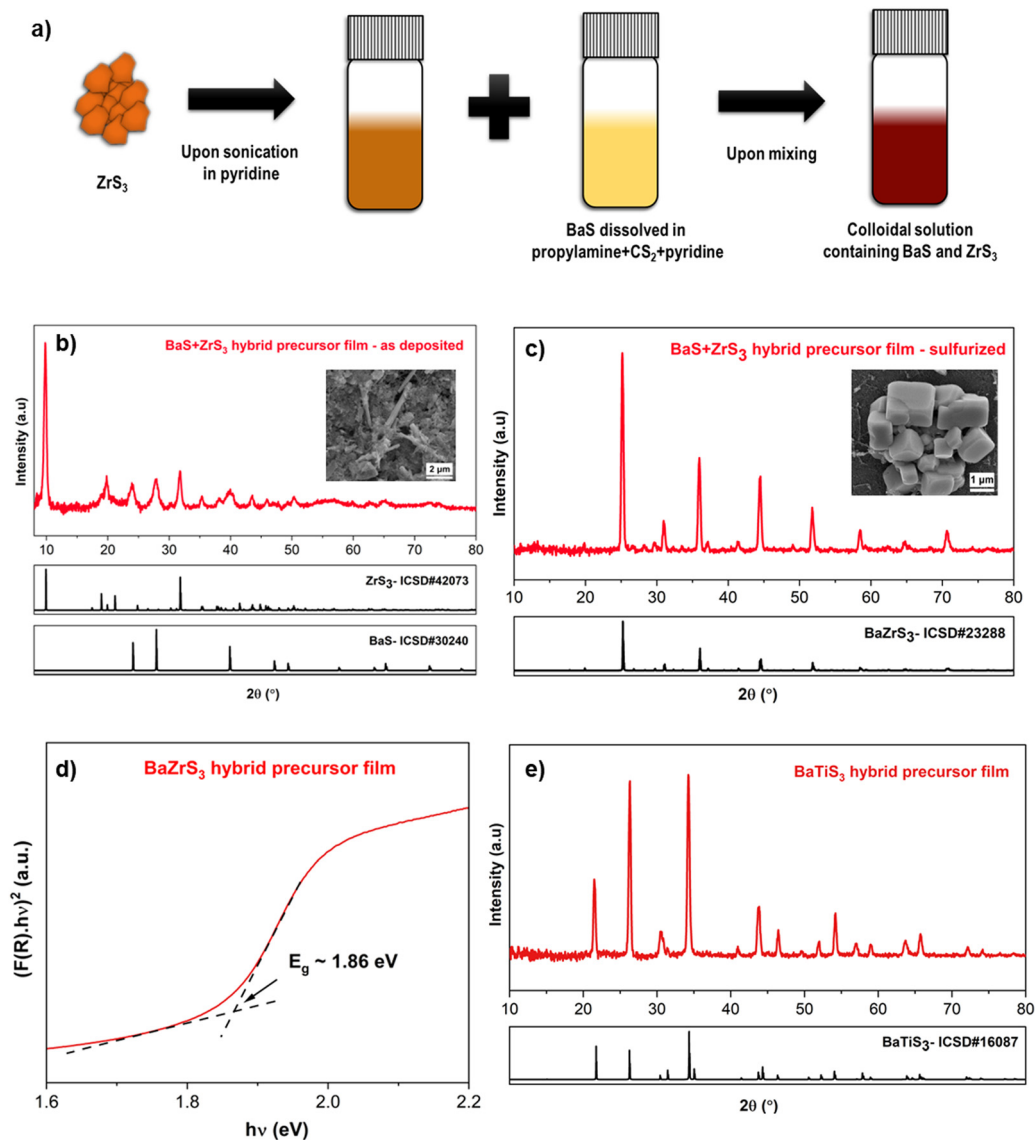 a)
ZrS3
Upon sonication
in pyridine
BaS dissolved in
propylamine+CS2+pyridine
Upon mixing
Colloidal solution
containing BaS and ZrS3
b)
BaS+ZrS3 hybrid precursor film - as deposited
Intensity (a.u)
2 µm
10 20 30 40 50 60 70 80
ZrS3- ICSD#42073
BaS- ICSD#30240
2θ (°)
c)
BaS+ZrS3 hybrid precursor film - sulfurized
Intensity (a.u)
1 µm
10 20 30 40 50 60 70 80
BaZrS3- ICSD#23288
2θ (°)
d)
BaZrS3 hybrid precursor film
(F(R).hν)2 (a.u.)
Eg ~ 1.86 eV
1.6 1.8 2.0 2.2
hν (eV)
e)
BaTiS3 hybrid precursor film
Intensity (a.u)
10 20 30 40 50 60 70 80
BaTiS3- ICSD#16087
2θ (°)